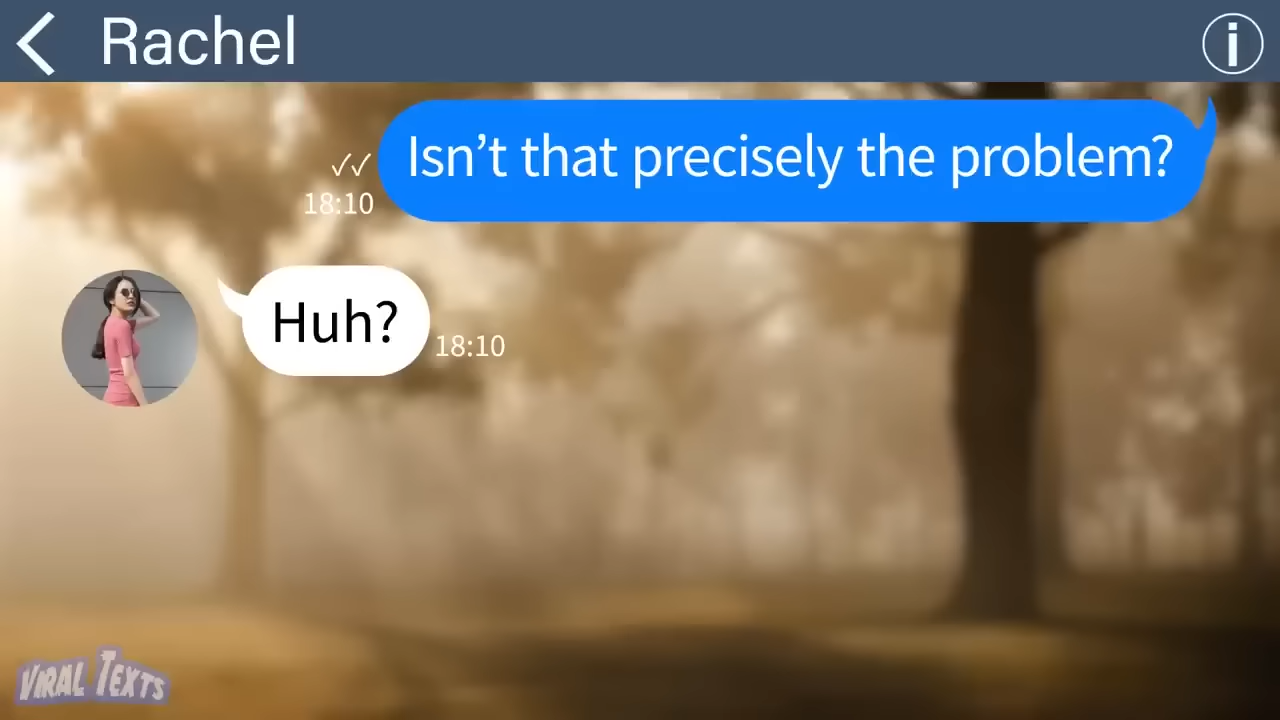 Rachel
i
Isn't that precisely the problem?
✓✓
18:10
Huh?
18:10
VIRAL TEXTS